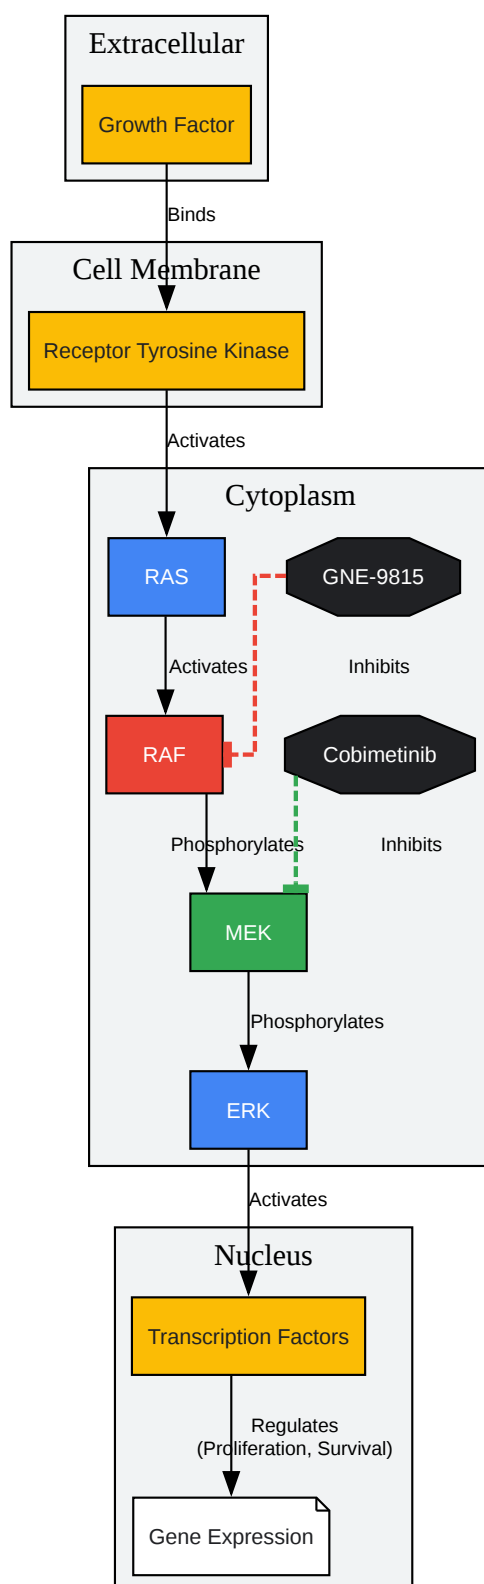 Extracellular
Growth Factor
Binds
Cell Membrane
Receptor Tyrosine Kinase
Activates
Cytoplasm
RAS
GNE-9815
Activates
Inhibits
RAF
Cobimetinib
Phosphorylates
Inhibits
MEK
Phosphorylates
ERK
Activates
Nucleus
Transcription Factors
Regulates
(Proliferation, Survival)
Gene Expression